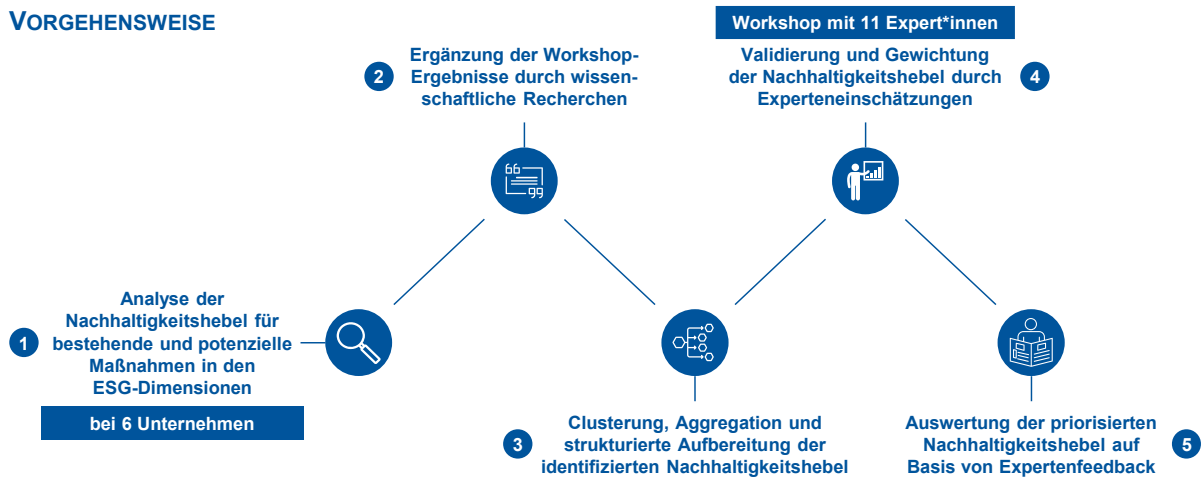 VORGEHENSWEISE
1
Analyse der
Nachhaltigkeitshebel für
bestehende und potenzielle
Maßnahmen in den
ESG-Dimensionen
bei 6 Unternehmen
2
Ergänzung der Workshop-
Ergebnisse durch wissen-
schaftliche Recherchen
66
99
3
Clusterung, Aggregation und
strukturierte Aufbereitung der
identifizierten Nachhaltigkeitshebel
Workshop mit 11 Expert*innen
Validierung und Gewichtung
der Nachhaltigkeitshebel durch
Experteneinschätzungen
4
Auswertung der priorisierten
Nachhaltigkeitshebel auf
Basis von Expertenfeedback
5